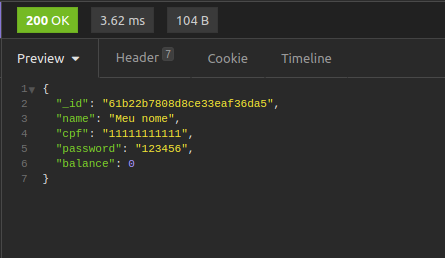 200 OK 3.62 ms 104 B
Preview Header 7 Cookie Timeline
1 {
2 "_id": "61b22b7808d8ce33eaf36da5",
3 "name": "Meu nome",
4 "cpf": "11111111111",
5 "password": "123456",
6 "balance": 0
7 }